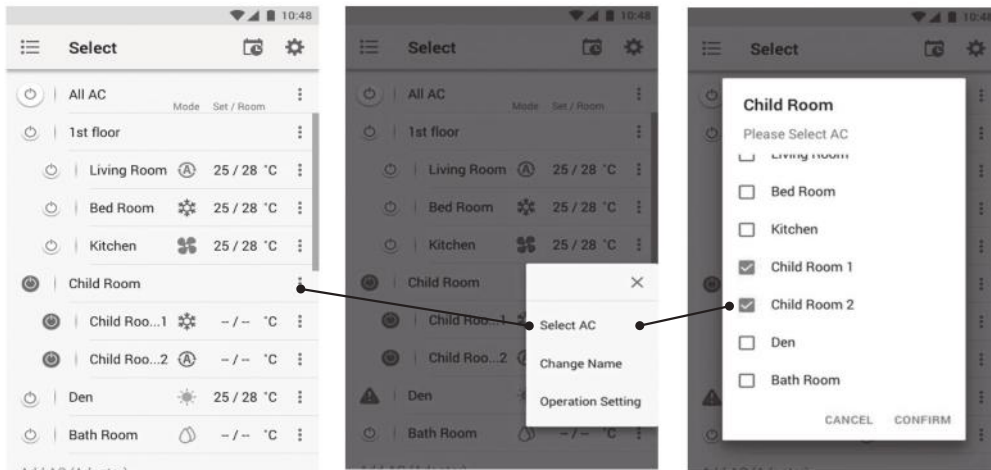 10:48
Select
All AC
Mode Set / Room
1st floor
Living Room 25 / 28 °C
Bed Room 25 / 28 °C
Kitchen 25 / 28 °C
Child Room
Child Roo...1 -- / -- °C
Child Roo...2 -- / -- °C
Den 25 / 28 °C
Bath Room -- / -- °C
10:48
Select
All AC
Mode Set / Room
1st floor
Living Room 25 / 28 °C
Bed Room 25 / 28 °C
Kitchen 25 / 28 °C
Child Room
Child Roo...1
Child Roo...2
Den
Bath Room -- / -- °C
Select AC
Change Name
Operation Setting
10:48
Select
Child Room
Please Select AC
Living Room
Bed Room
Kitchen
Child Room 1
Child Room 2
Den
Bath Room
CANCEL CONFIRM